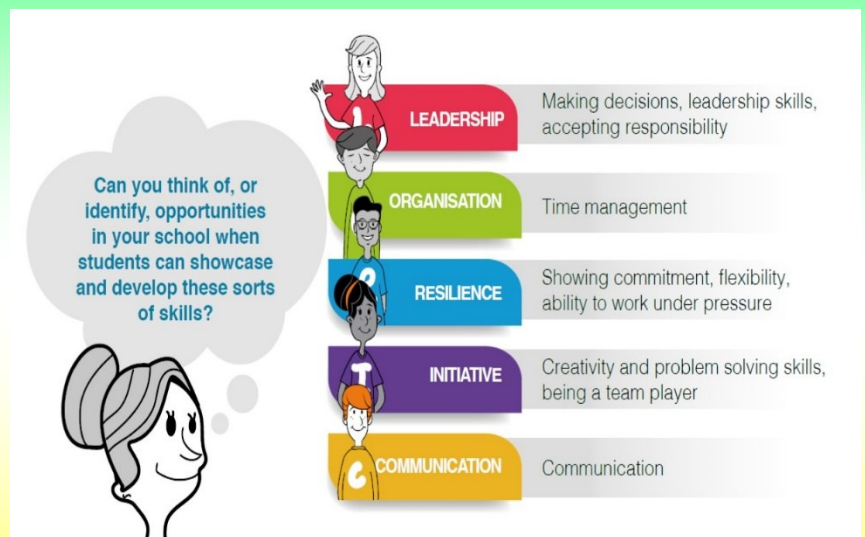 Can you think of, or
identify, opportunities
in your school when
students can showcase
and develop these sorts
of skills?
L
LEADERSHIP
Making decisions, leadership skills,
accepting responsibility
ORGANISATION
Time management
RESILIENCE
Showing commitment, flexibility,
ability to work under pressure
I
INITIATIVE
Creativity and problem solving skills,
being a team player
C
COMMUNICATION
Communication